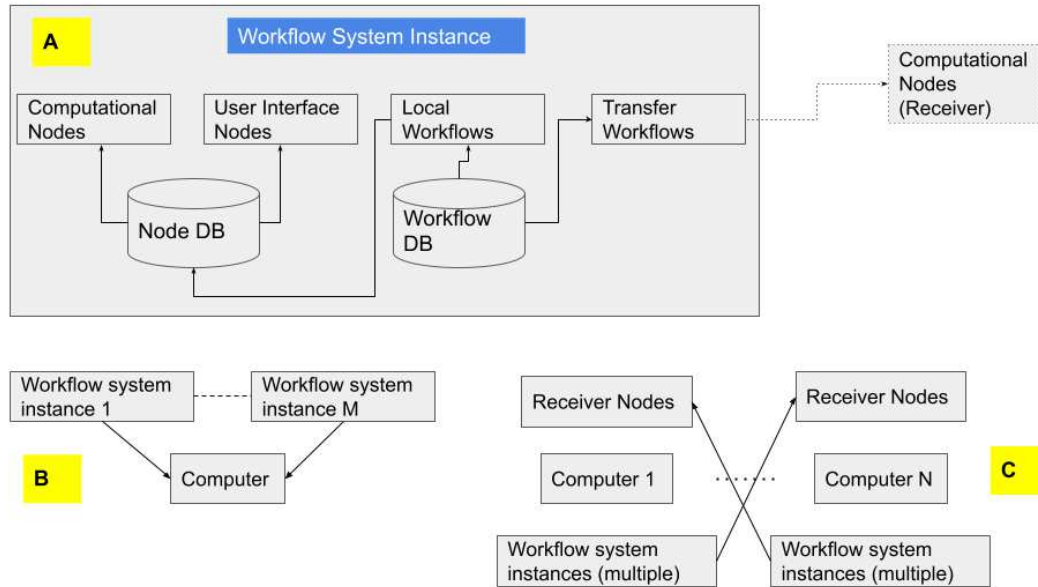 A
Workflow System Instance
Computational
Nodes
User Interface
Nodes
Local
Workflows
Transfer
Workflows
Computational
Nodes
(Receiver)
Node DB
Workflow
DB
Workflow system
instance 1
Workflow system
instance M
B
Computer
Receiver Nodes
Receiver Nodes
Computer 1
Computer N
C
Workflow system
instances (multiple)
Workflow system
instances (multiple)